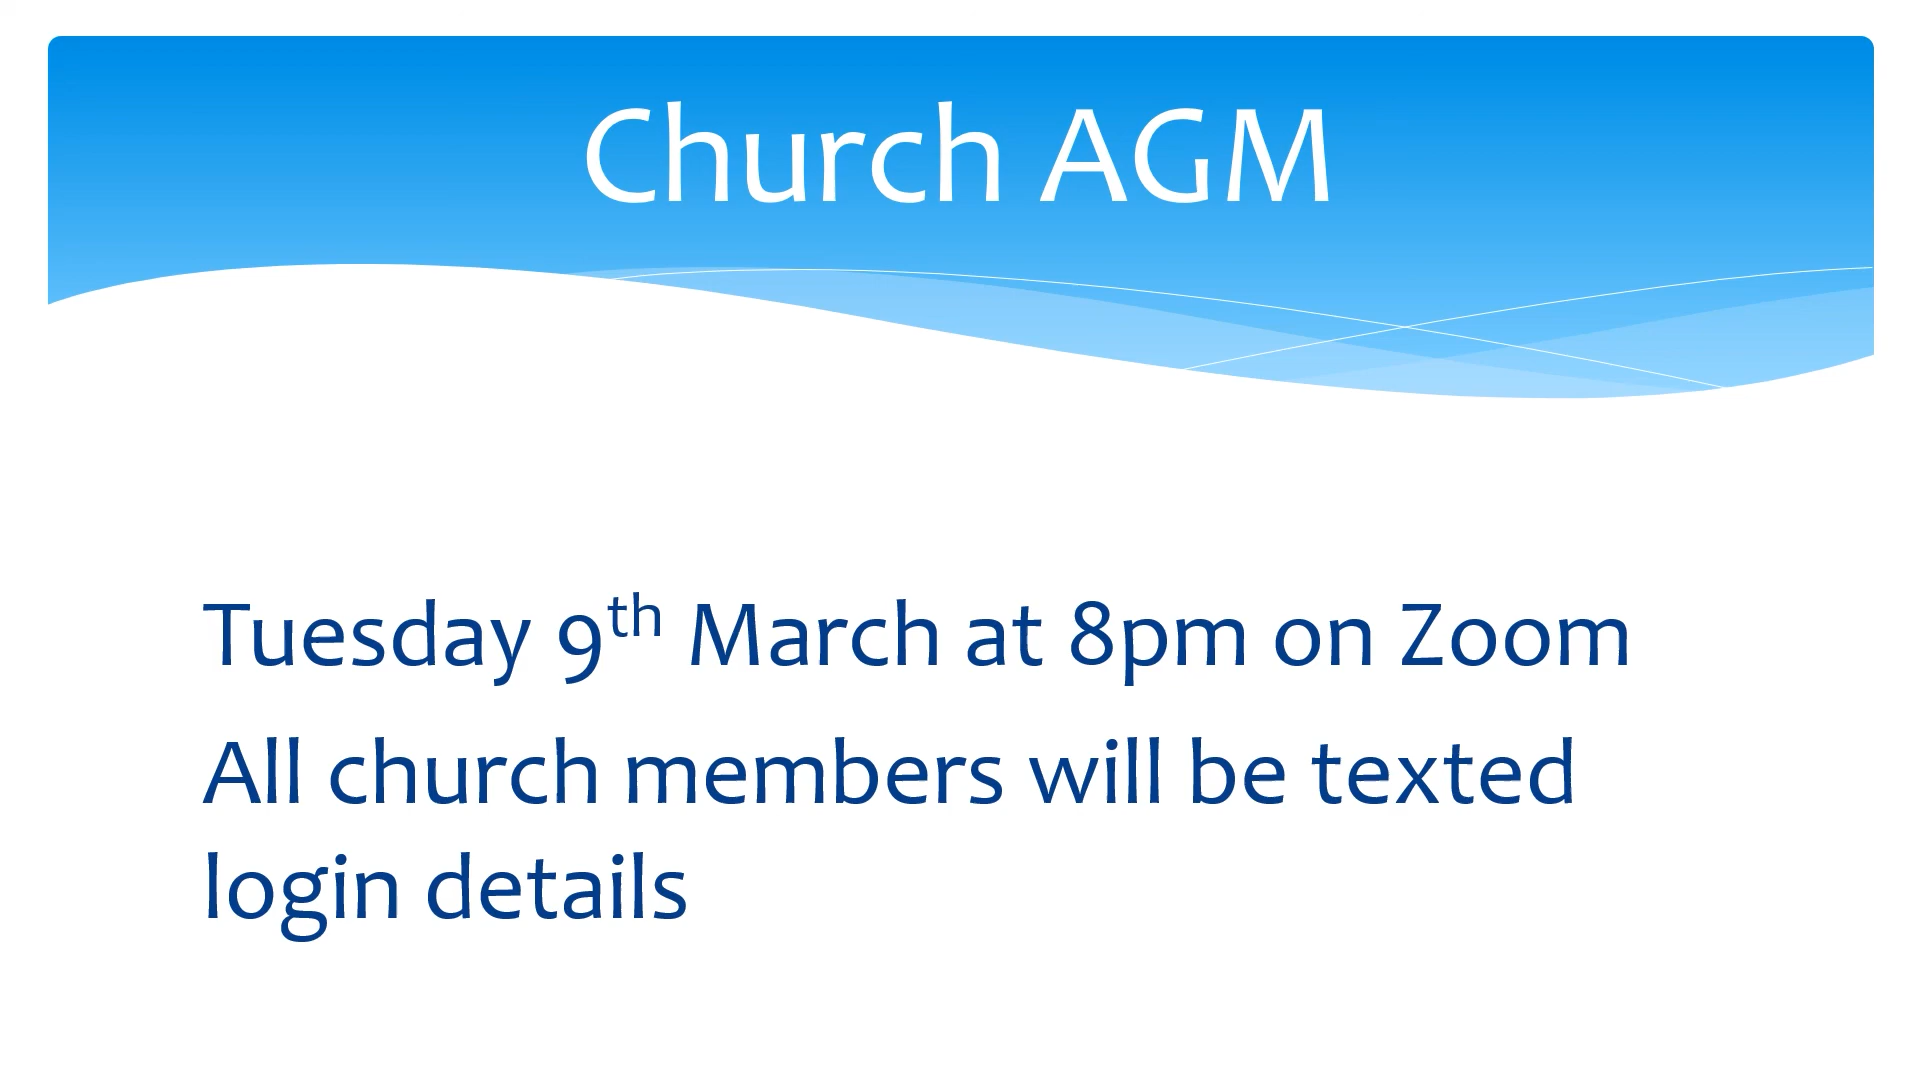 Church AGM
Tuesday 9th March at 8pm on Zoom
All church members will be texted
login details